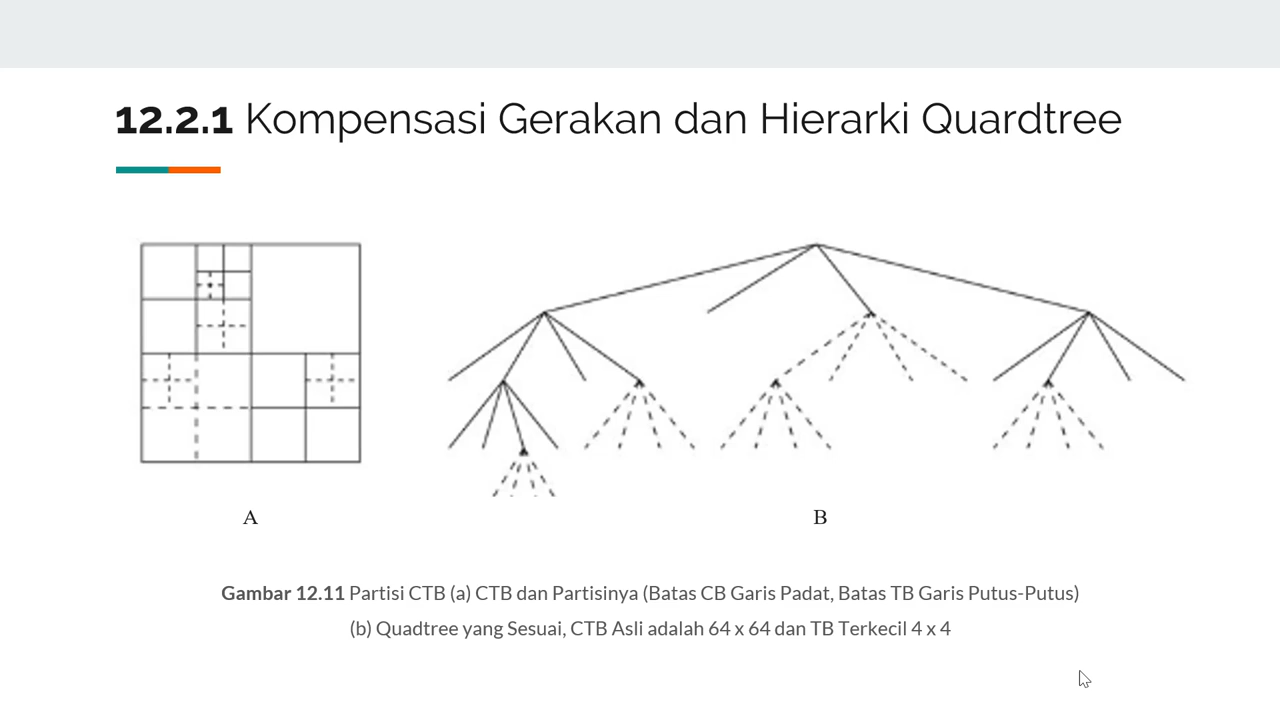 12.2.1 Kompensasi Gerakan dan Hierarki Quardtree
A
B
Gambar 12.11 Partisi CTB (a) CTB dan Partisinya (Batas CB Garis Padat, Batas TB Garis Putus-Putus)
(b) Quadtree yang Sesuai, CTB Asli adalah 64 x 64 dan TB Terkecil 4 x 4